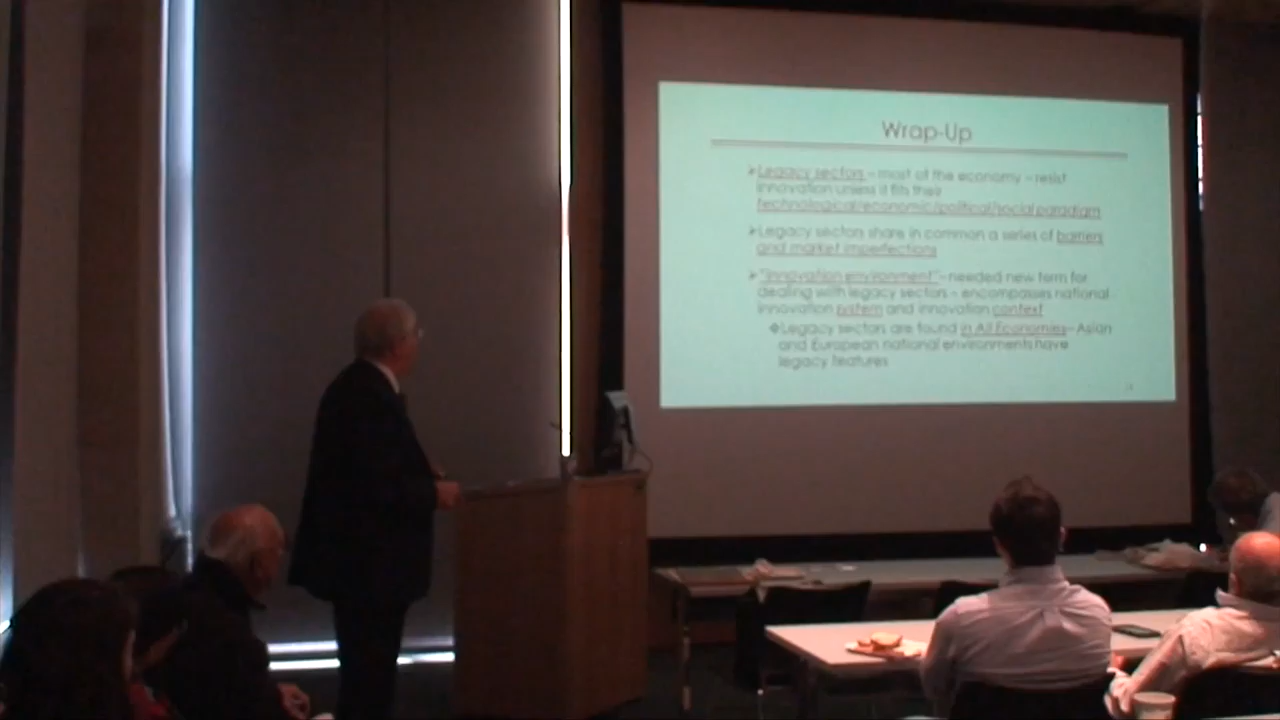 Wrap-Up
Legacy sectors – most of the economy – resist
innovation unless it fits their
technological/economic/political/social paradigm
Legacy sectors share in common a series of barriers
and market imperfections
"Innovation environment" – needed new term for
dealing with legacy sectors – encompasses national
innovation system and innovation context
Legacy sectors are found in All Economies – Asian
and European national environments have
legacy features